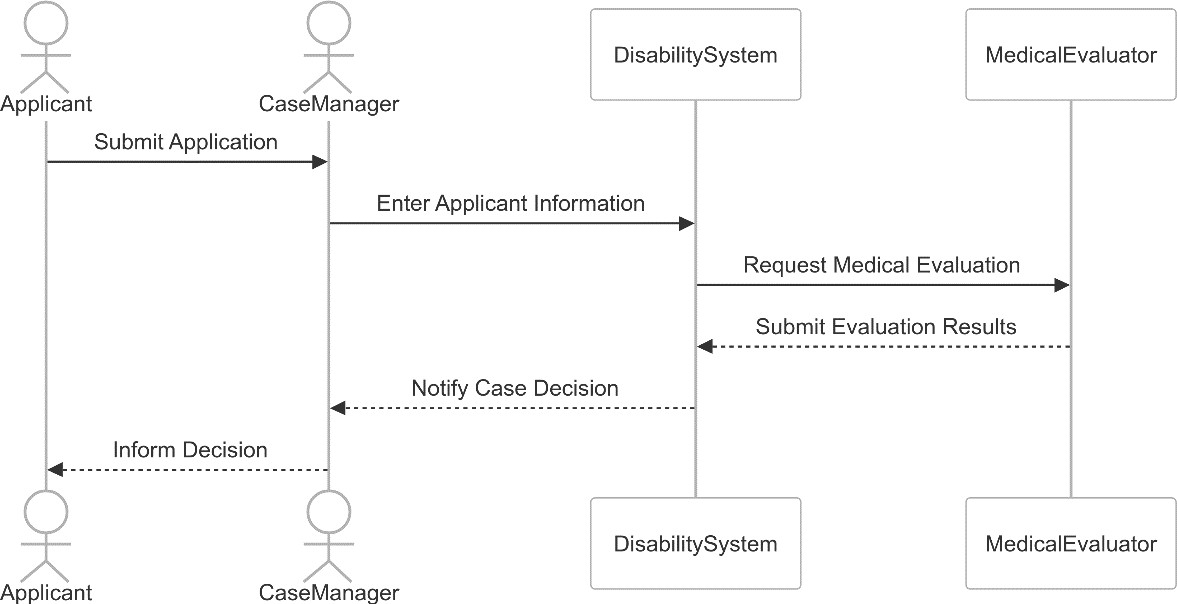 DisabilitySystem
MedicalEvaluator
Applicant
CaseManager
Submit Application
Enter Applicant Information
Request Medical Evaluation
Submit Evaluation Results
Notify Case Decision
Inform Decision
DisabilitySystem
MedicalEvaluator
Applicant
CaseManager